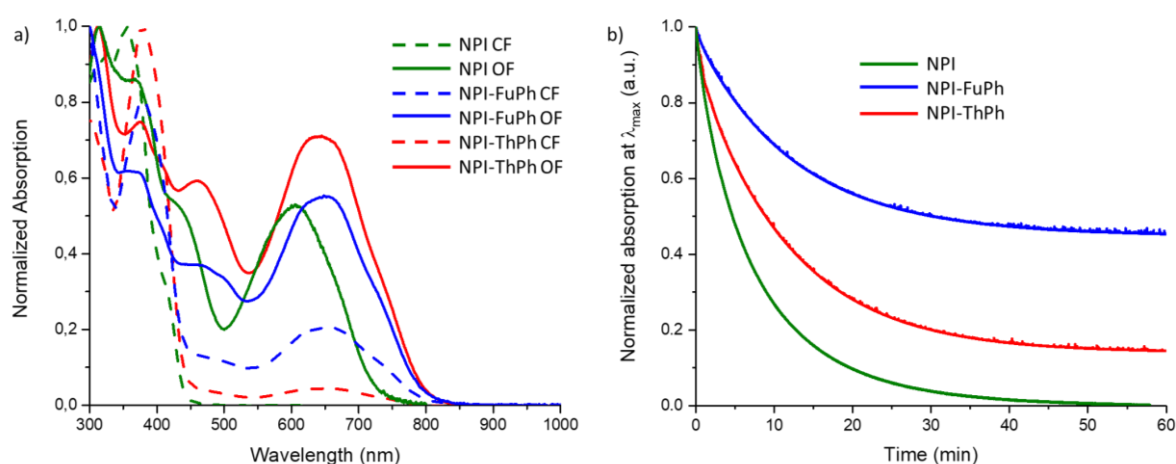 a)
Normalized Absorption
1,0
0,8
0,6
0,4
0,2
0,0
300 400 500 600 700 800 900 1000
Wavelength (nm)
NPI CF
NPI OF
NPI-FuPh CF
NPI-FuPh OF
NPI-ThPh CF
NPI-ThPh OF
b)
Normalized absorption at λmax (a.u.)
1,0
0,8
0,6
0,4
0,2
0,0
0 10 20 30 40 50 60
Time (min)
NPI
NPI-FuPh
NPI-ThPh